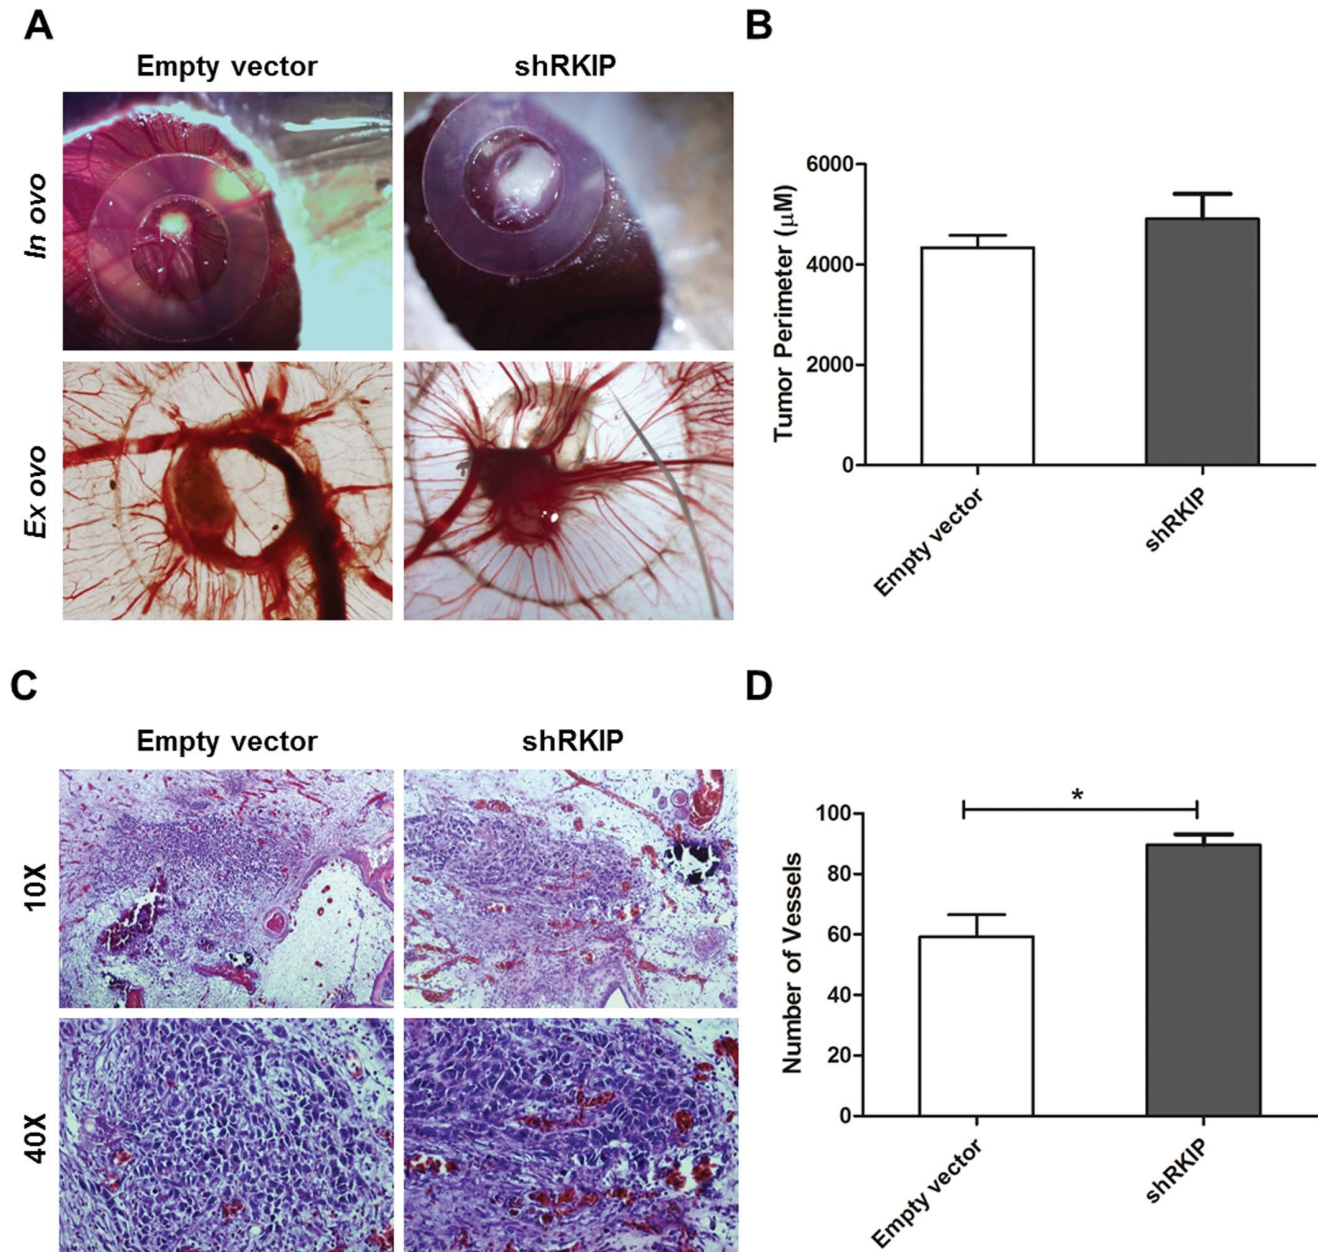 A
Empty vector
shRKIP
In ovo
Ex ovo
B
Tumor Perimeter (μM)
6000
4000
2000
0
Empty vector
shRKIP
C
Empty vector
shRKIP
10X
40X
D
Number of Vessels
100
80
60
40
20
0
*
Empty vector
shRKIP